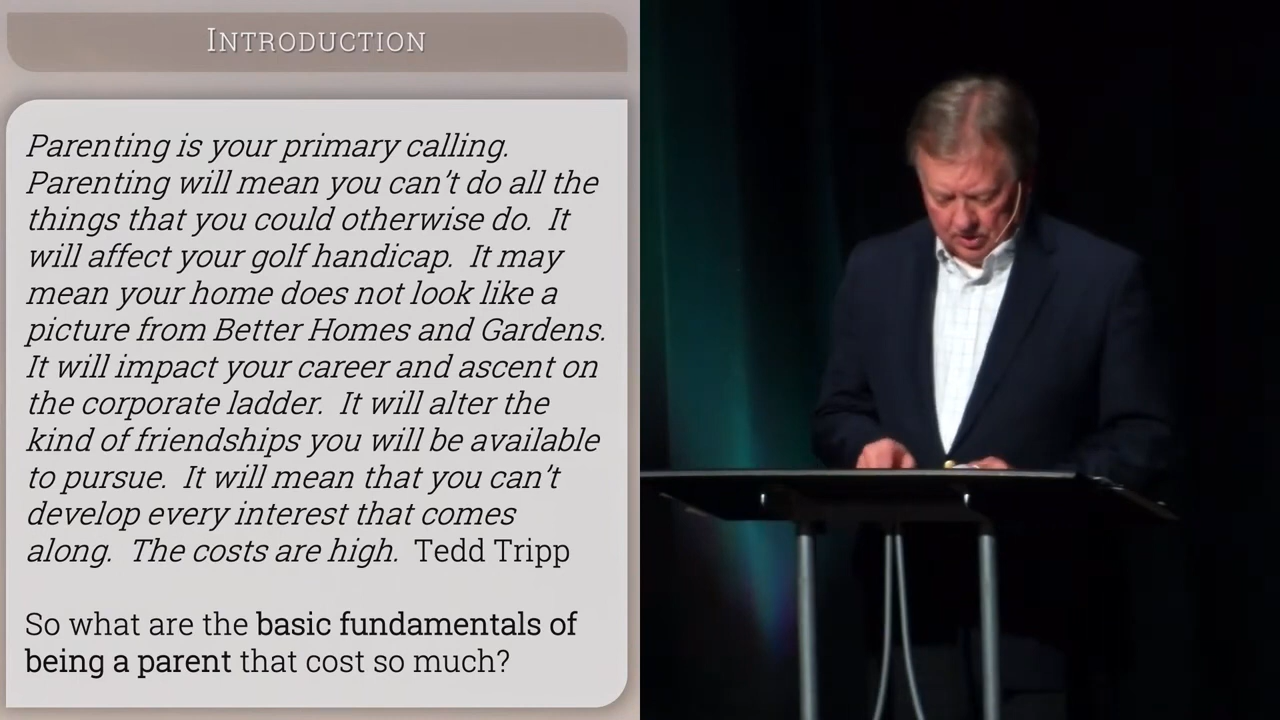 INTRODUCTION
Parenting is your primary calling.
Parenting will mean you can't do all the
things that you could otherwise do.  It
will affect your golf handicap.  It may
mean your home does not look like a
picture from Better Homes and Gardens.
It will impact your career and ascent on
the corporate ladder.  It will alter the
kind of friendships you will be available
to pursue.  It will mean that you can't
develop every interest that comes
along.  The costs are high.  Tedd Tripp
So what are the basic fundamentals of
being a parent that cost so much?